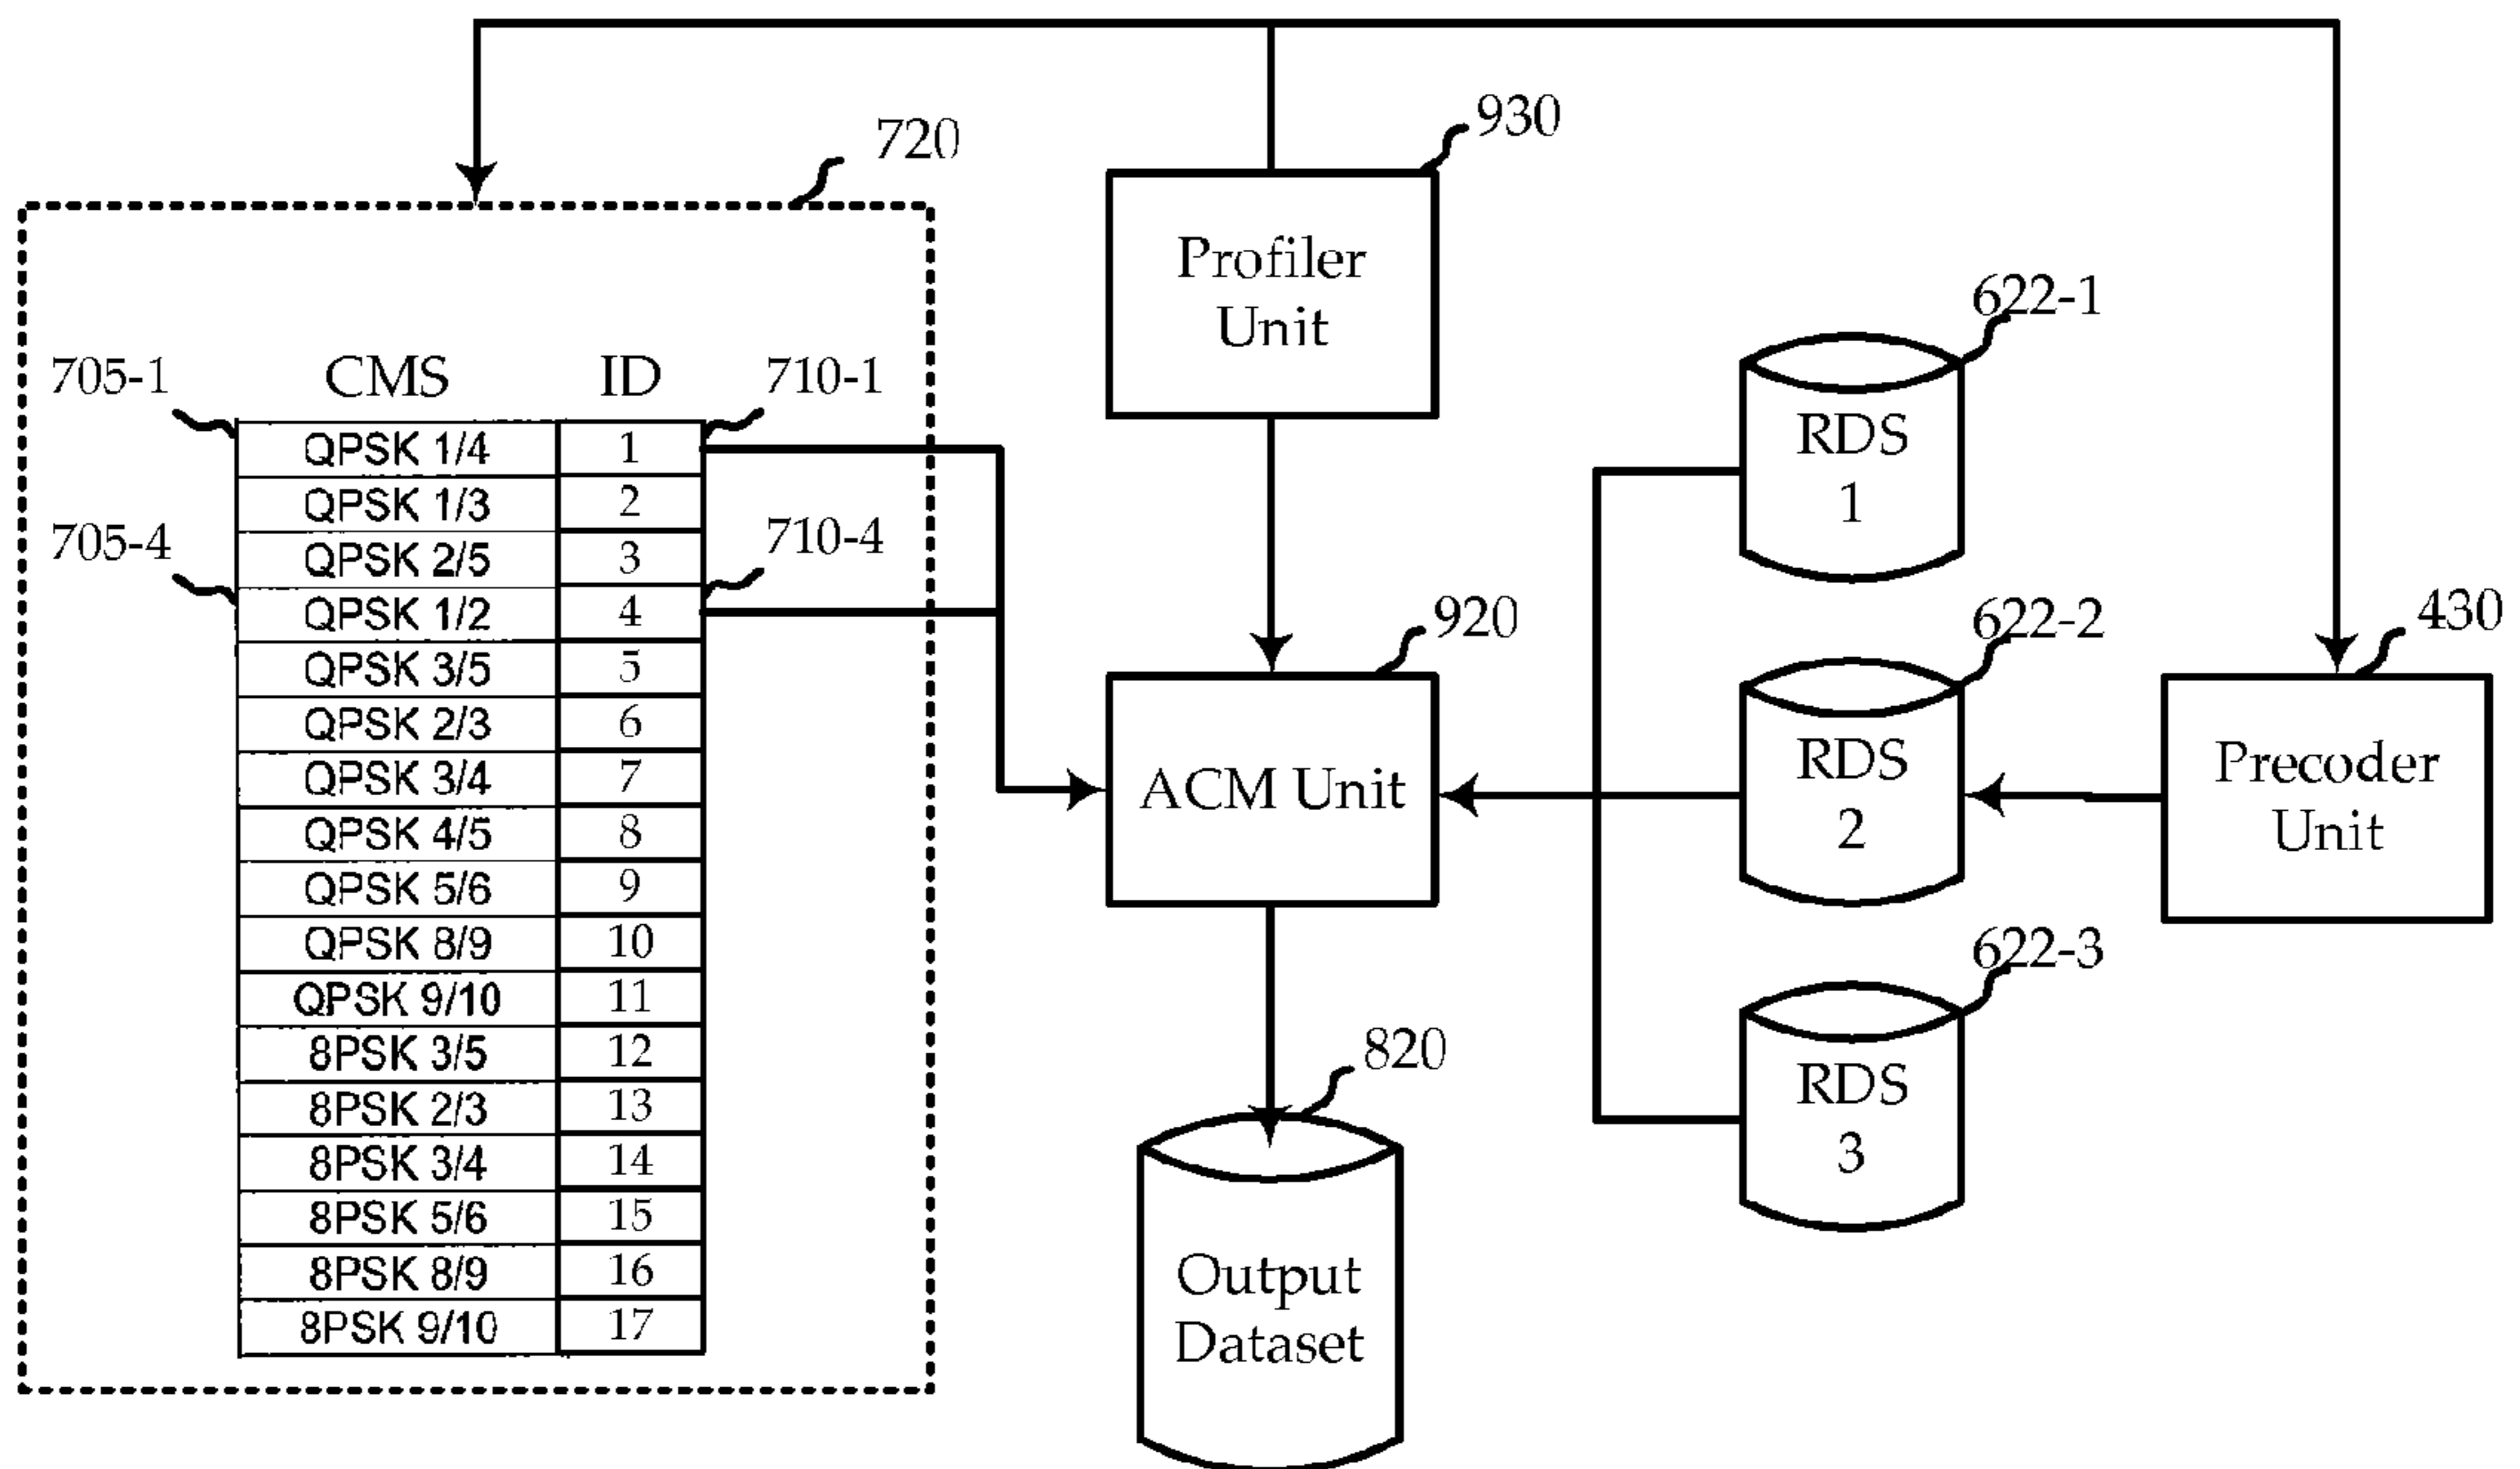 930
720
Profiler
Unit
622-1
705-1
CMS
ID
710-1
QPSK 1/4
1
QPSK 1/3
2
705-4
QPSK 2/5
3
710-4
QPSK 1/2
4
QPSK 3/5
5
QPSK 2/3
6
QPSK 3/4
7
QPSK 4/5
8
QPSK 5/6
9
QPSK 8/9
10
QPSK 9/10
11
8PSK 3/5
12
8PSK 2/3
13
8PSK 3/4
14
8PSK 5/6
15
8PSK 8/9
16
8PSK 9/10
17
RDS
1
920
622-2
430
ACM Unit
RDS
2
Precoder
Unit
622-3
820
RDS
3
Output
Dataset